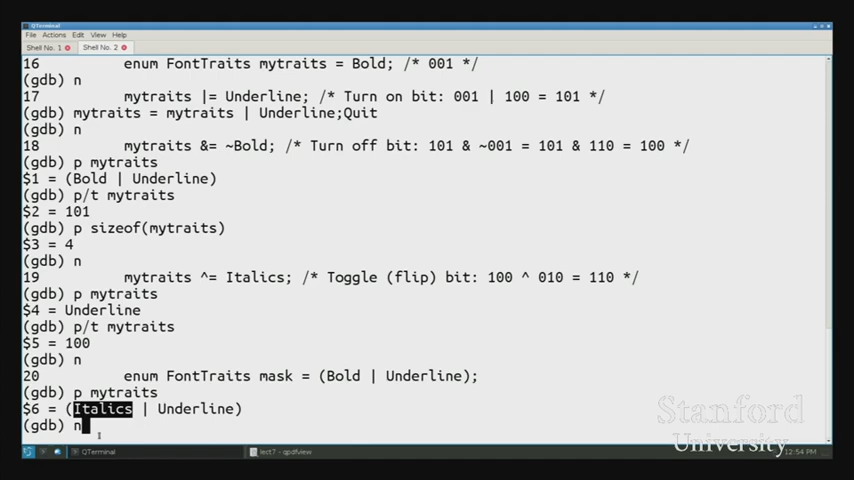 QTerminal
File Actions Edit View Help
Shell No. 1 Shell No. 2
16 enum FontTraits mytraits = Bold; /* 001 */
(gdb) n
17 mytraits |= Underline; /* Turn on bit: 001 | 100 = 101 */
(gdb) mytraits = mytraits | Underline;Quit
(gdb) n
18 mytraits &= ~Bold; /* Turn off bit: 101 & ~001 = 101 & 110 = 100 */
(gdb) p mytraits
$1 = (Bold | Underline)
(gdb) p/t mytraits
$2 = 101
(gdb) p sizeof(mytraits)
$3 = 4
(gdb) n
19 mytraits ^= Italics; /* Toggle (flip) bit: 100 ^ 010 = 110 */
(gdb) p mytraits
$4 = Underline
(gdb) p/t mytraits
$5 = 100
(gdb) n
20 enum FontTraits mask = (Bold | Underline);
(gdb) p mytraits
$6 = (Italics | Underline)
(gdb) n
Stanford
University
QTerminal lect7 - qpdfview 12:54 PM